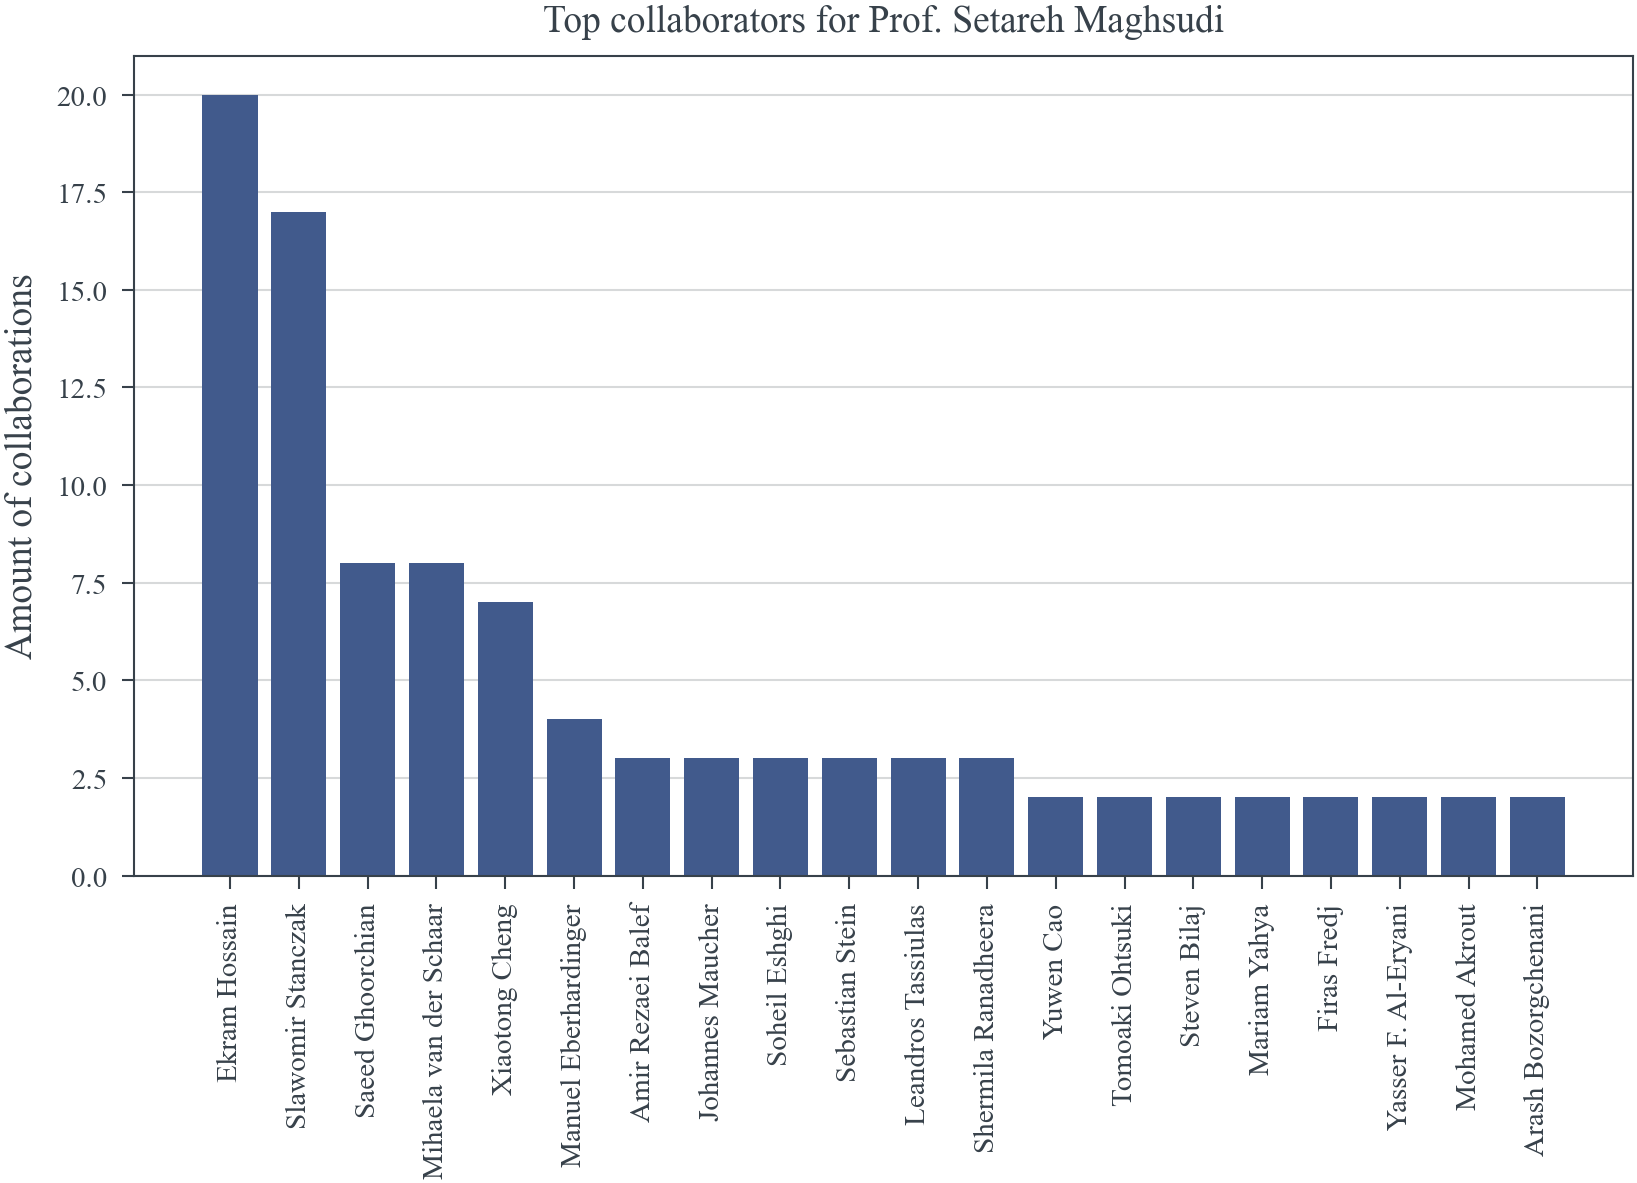 Top collaborators for Prof. Setareh Maghsudi
Amount of collaborations
20.0
17.5
15.0
12.5
10.0
7.5
5.0
2.5
0.0
Ekram Hossain
Slawomir Stanczak
Saeed Ghoorchian
Mihaela van der Schaar
Xiaotong Cheng
Manuel Eberhardinger
Amir Rezaei Balef
Johannes Maucher
Soheil Eshghi
Sebastian Stein
Leandros Tassiulas
Shermila Ranadheera
Yuwen Cao
Tomoaki Ohtsuki
Steven Bilaj
Mariam Yahya
Firas Fredj
Yasser F. Al-Eryani
Mohamed Akrout
Arash Bozorgchenani